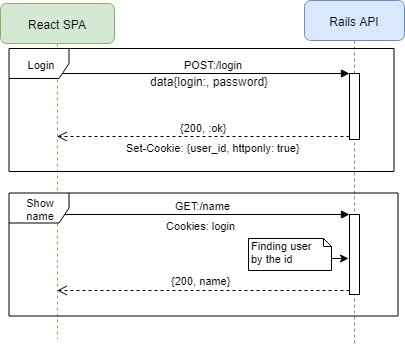 React SPA
Rails API
Login
POST:/login
data{login:, password}
{200, :ok}
Set-Cookie: {user_id, httponly: true}
Show
name
GET:/name
Cookies: login
Finding user
by the id
{200, name}